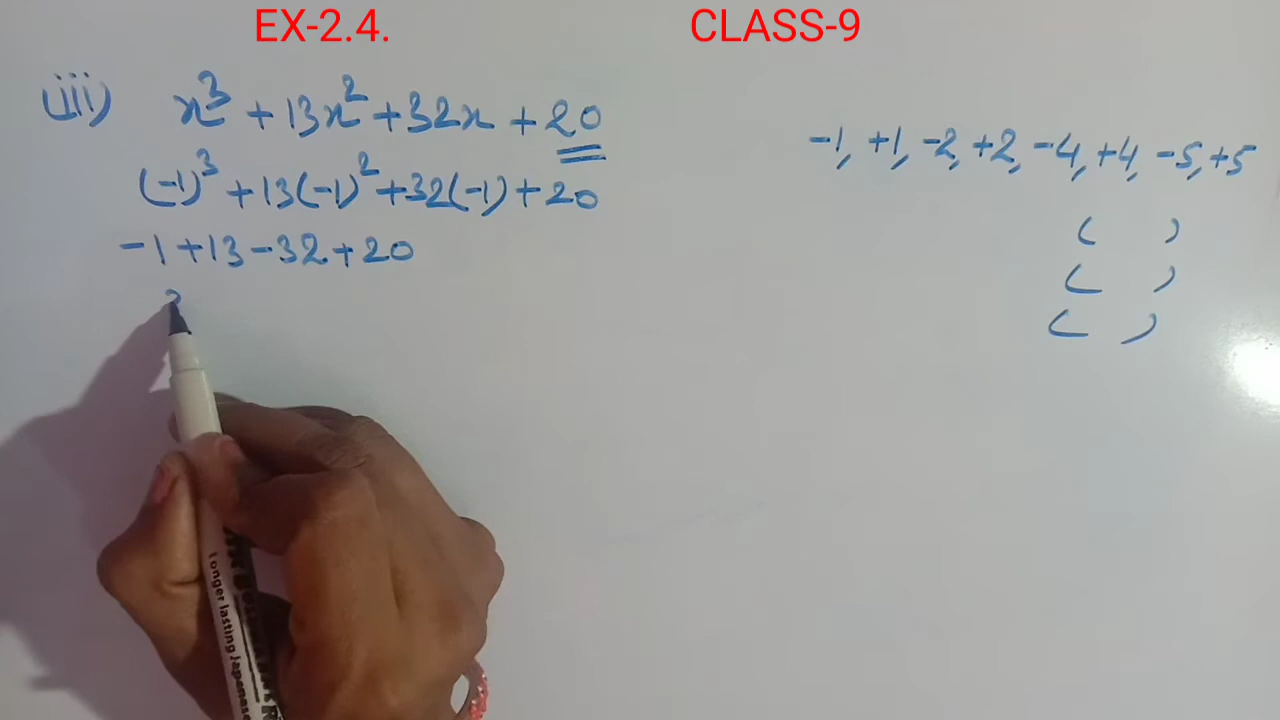 EX-2.4. CLASS-9
(iii) x³ + 13x² + 32x + 20
-1, +1, -2, +2, -4, +4, -5, +5
(-1)³ + 13(-1)² + 32(-1) + 20
-1 + 13 - 32 + 20
( )
( )
( )
Longer lasting Japanese